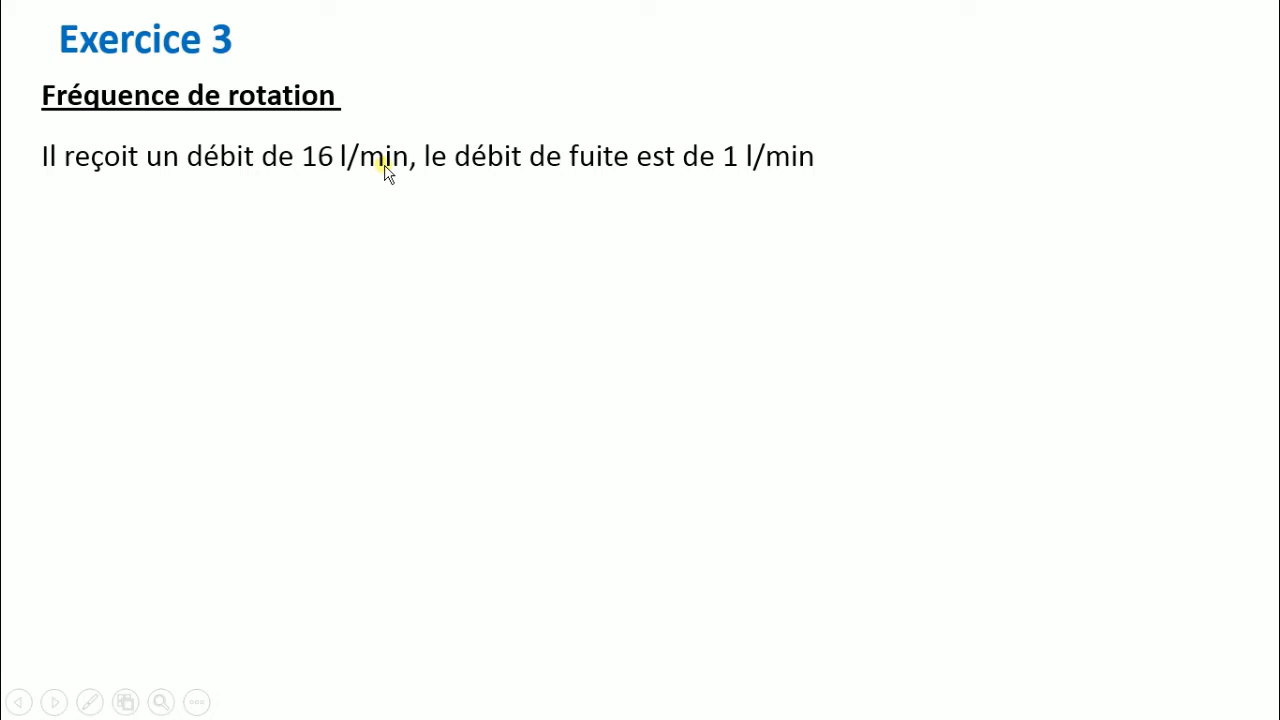 Exercice 3
Fréquence de rotation
Il reçoit un débit de 16 l/min, le débit de fuite est de 1 l/min